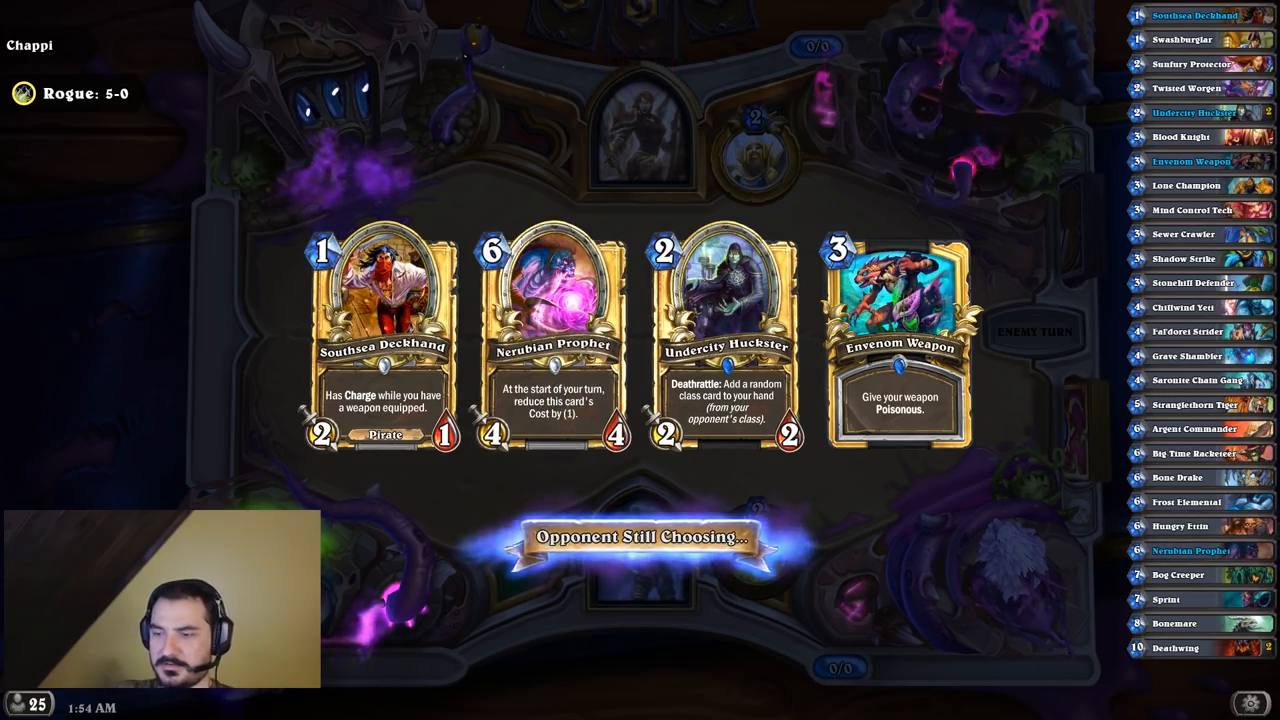 Chappi
Rogue: 5-0
0/0
2
1
Southsea Deckhand
Has Charge while you have
a weapon equipped.
2
Pirate
1
6
Nerubian Prophet
At the start of your turn,
reduce this card's
Cost by (1).
4
4
2
Undercity Huckster
Deathrattle: Add a random
class card to your hand
(from your
opponent's class).
2
2
3
Envenom Weapon
Give your weapon
Poisonous.
ENEMY TURN
Opponent Still Choosing...
0/0
25
1:54 AM
1 Southsea Deckhand
1 Swashburglar
2 Sunfury Protector
2 Twisted Worgen
2 Undercity Huckster 2
3 Blood Knight
3 Envenom Weapon
3 Lone Champion
3 Mind Control Tech
3 Sewer Crawler
3 Shadow Strike
3 Stonehill Defender
4 Chillwind Yeti
4 Fal'dorei Strider
4 Grave Shambler
4 Saronite Chain Gang
5 Stranglethorn Tiger
6 Argent Commander
6 Big-Time Racketeer
6 Bone Drake
6 Frost Elemental
6 Hungry Ettin
6 Nerubian Prophet
7 Bog Creeper
7 Sprint
8 Bonemare
10 Deathwing 2